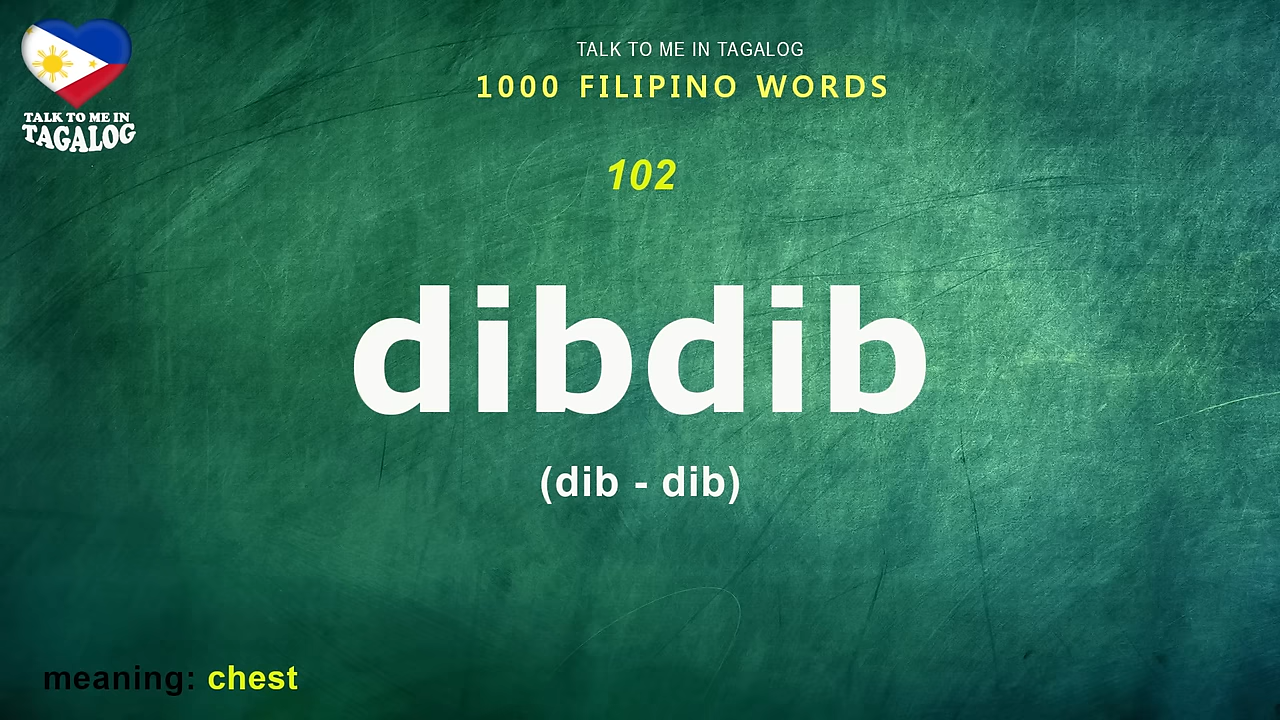 TALK TO ME IN
TAGALOG
TALK TO ME IN TAGALOG
1000 FILIPINO WORDS
102
dibdib
(dib - dib)
meaning: chest